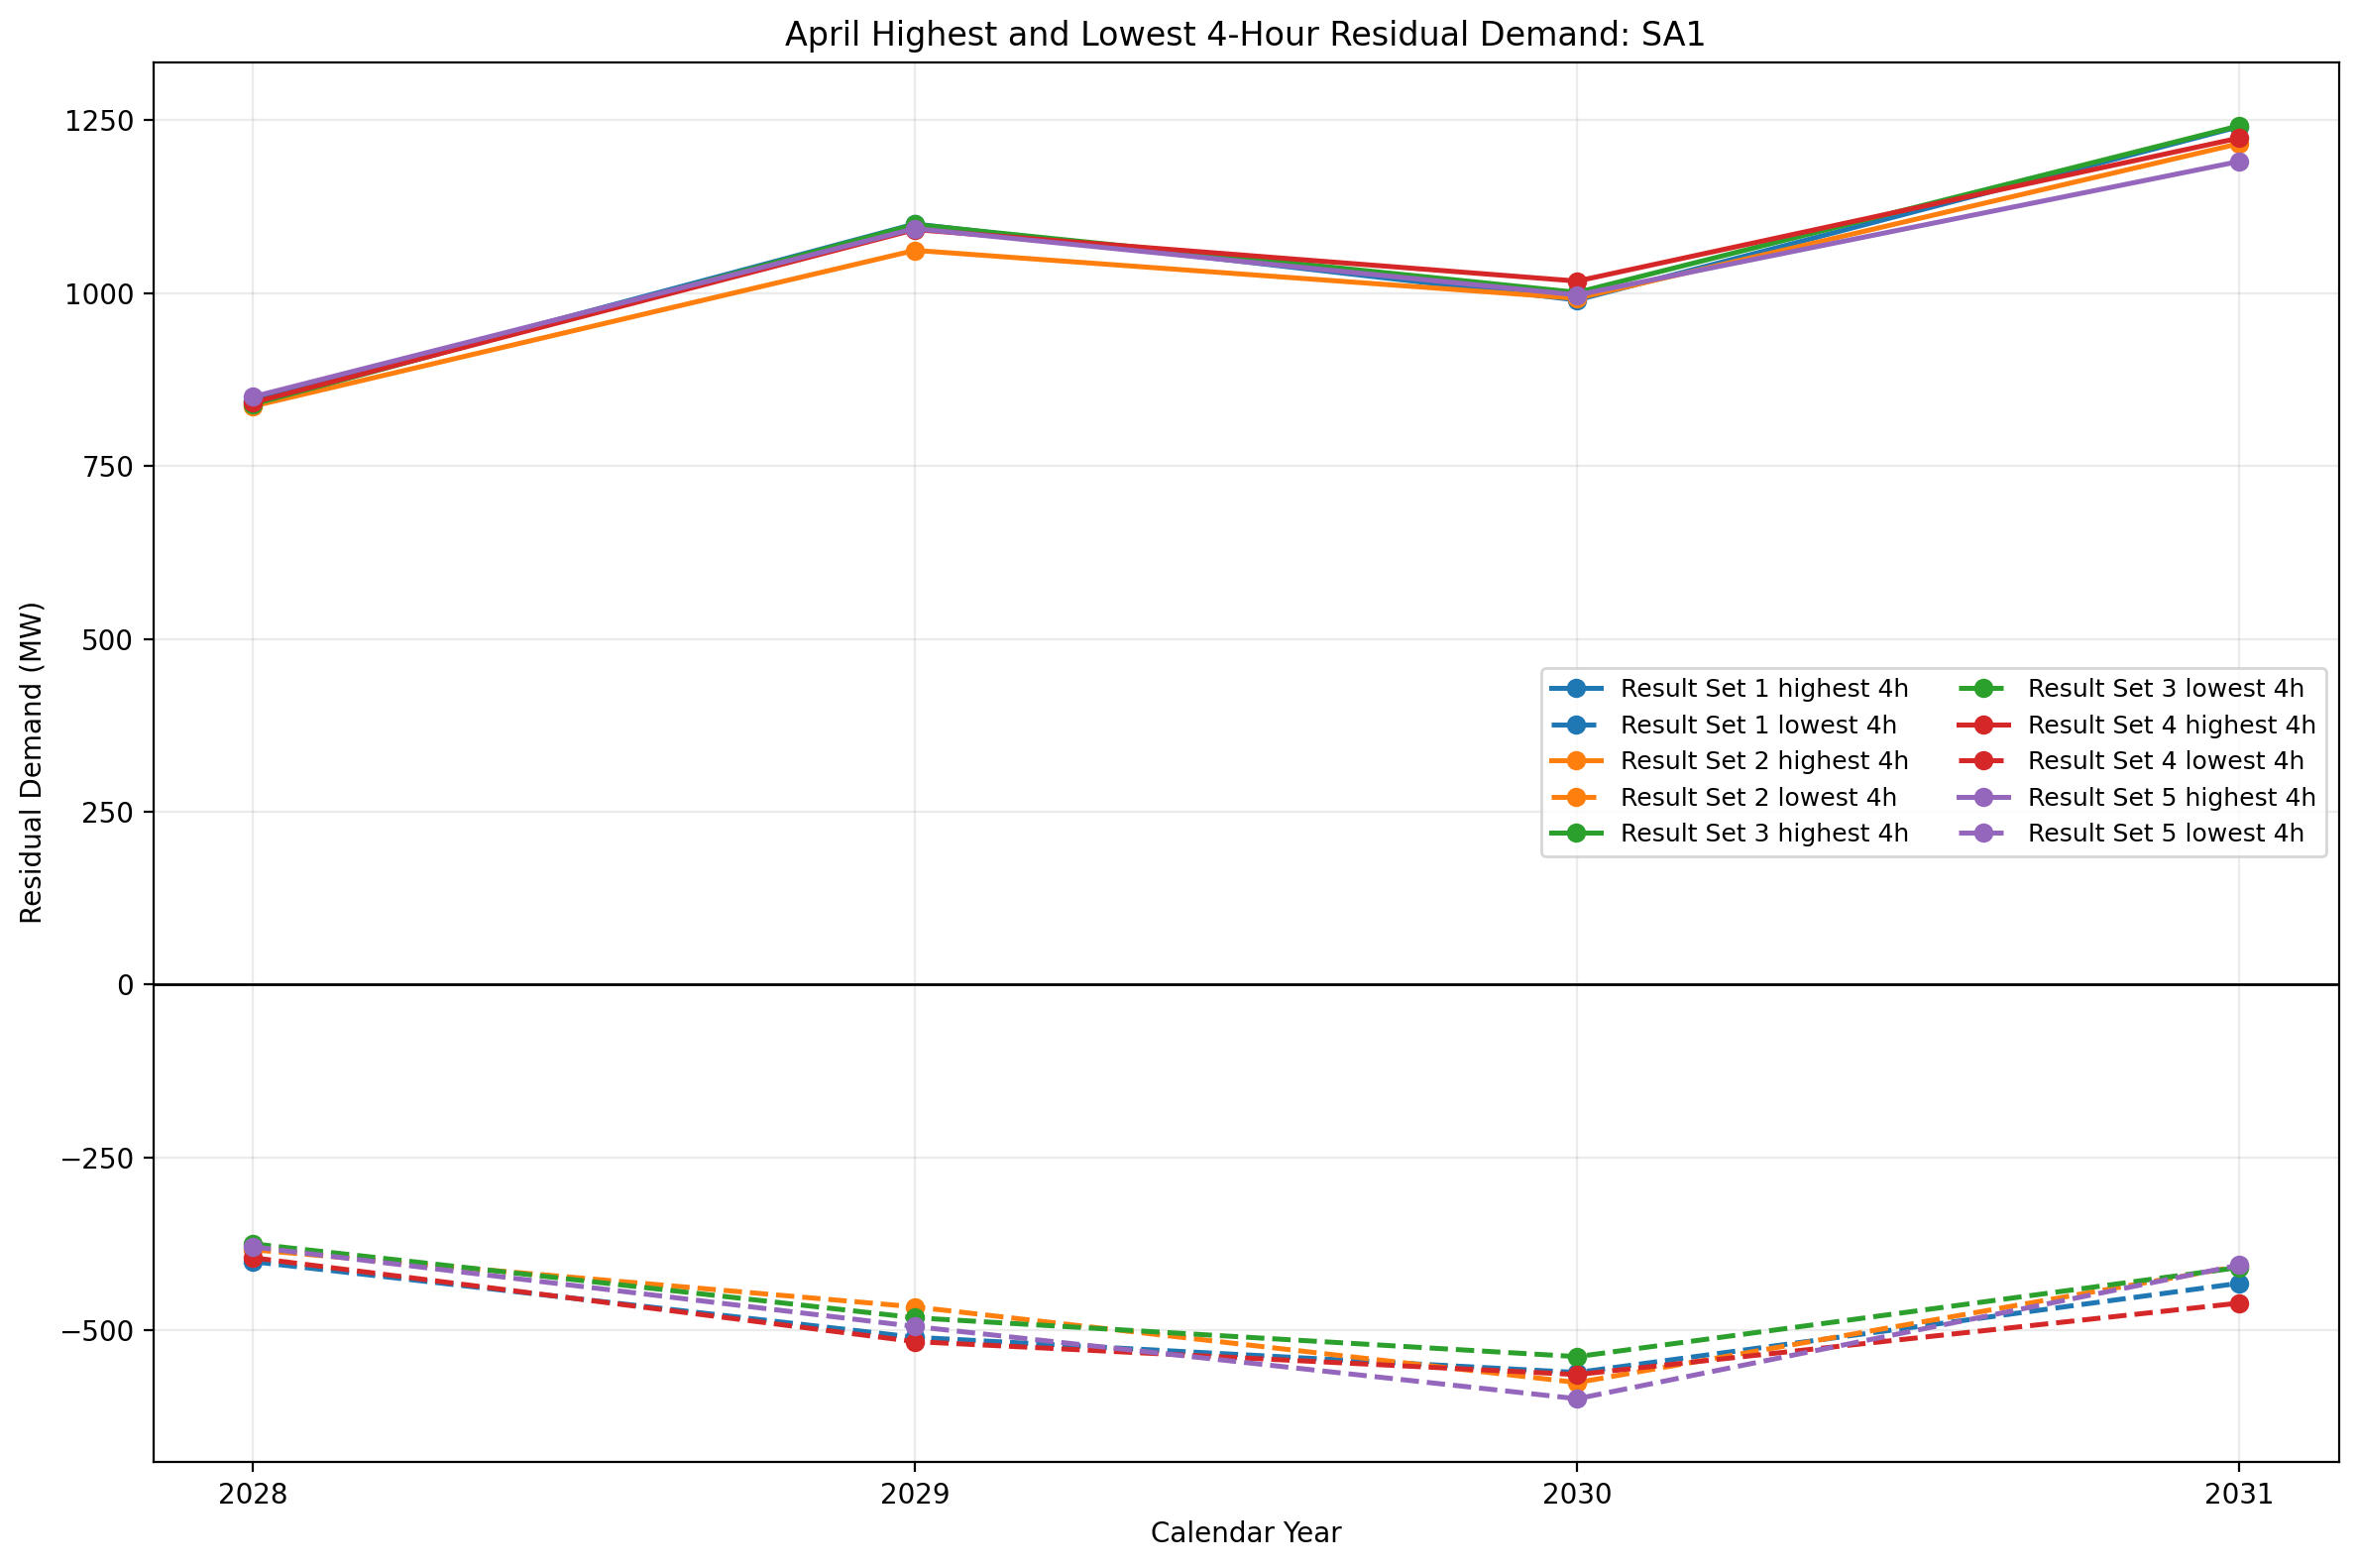 April Highest and Lowest 4-Hour Residual Demand: SA1
1250
1000
750
500
250
0
−250
−500
Residual Demand (MW)
Result Set 1 highest 4h
Result Set 1 lowest 4h
Result Set 2 highest 4h
Result Set 2 lowest 4h
Result Set 3 highest 4h
Result Set 3 lowest 4h
Result Set 4 highest 4h
Result Set 4 lowest 4h
Result Set 5 highest 4h
Result Set 5 lowest 4h
2028
2029
2030
2031
Calendar Year